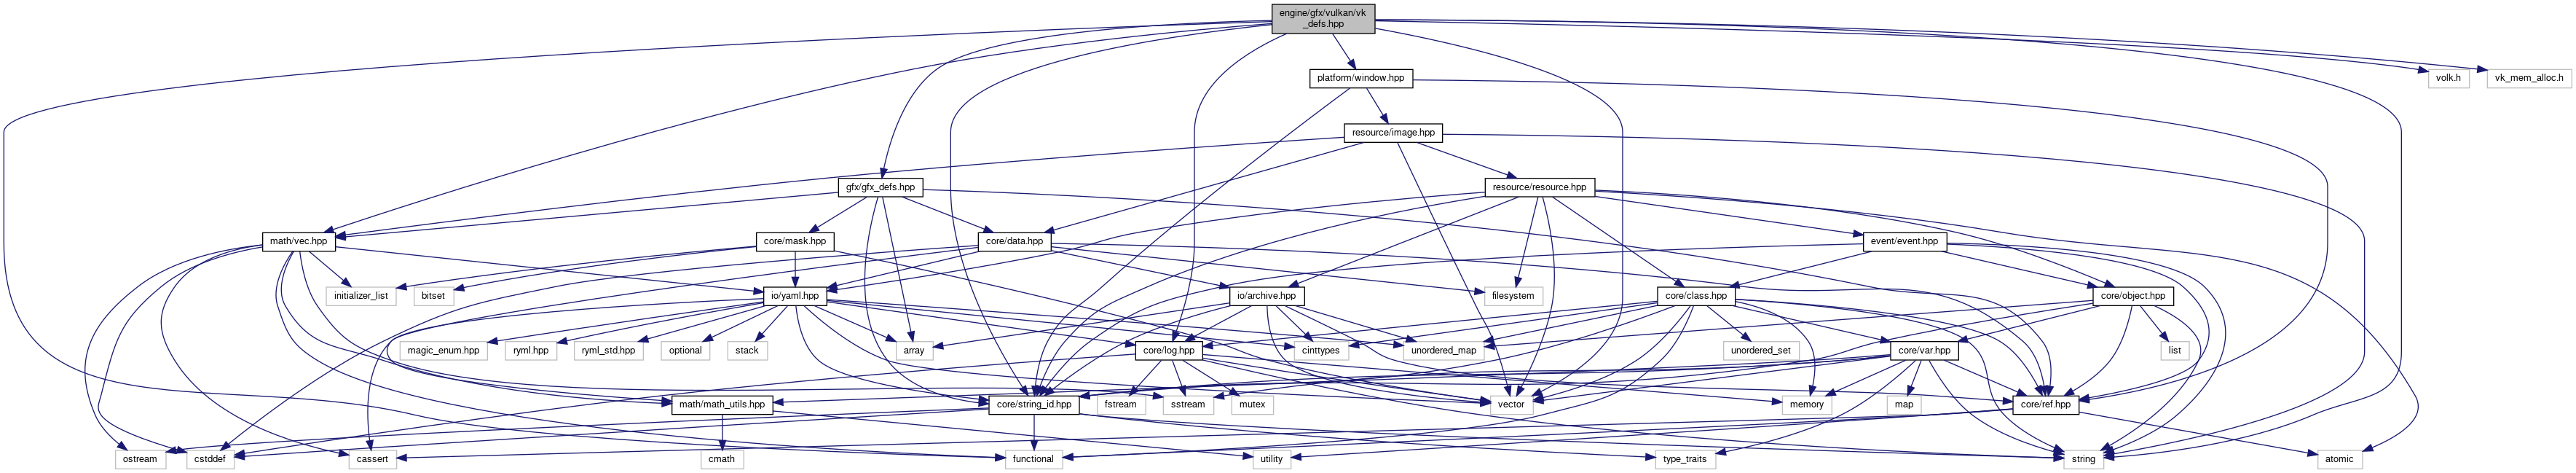 engine/gfx/vulkan/vk
_defs.hpp
platform/window.hpp
volk.h
vk_mem_alloc.h
resource/image.hpp
gfx/gfx_defs.hpp
resource/resource.hpp
math/vec.hpp
core/mask.hpp
core/data.hpp
event/event.hpp
initializer_list
bitset
io/yaml.hpp
io/archive.hpp
filesystem
core/class.hpp
core/object.hpp
magic_enum.hpp
ryml.hpp
ryml_std.hpp
optional
stack
array
core/log.hpp
cinttypes
unordered_map
unordered_set
core/var.hpp
list
math/math_utils.hpp
core/string_id.hpp
fstream
sstream
mutex
vector
memory
map
core/ref.hpp
ostream
cstddef
cassert
cmath
functional
utility
type_traits
string
atomic